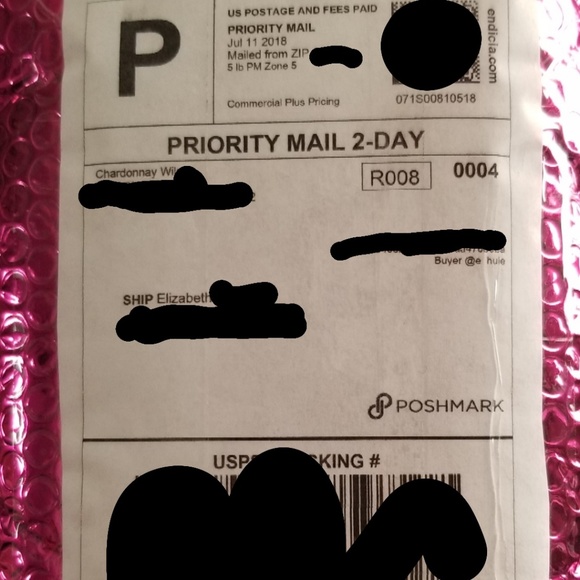 P
US POSTAGE AND FEES PAID
PRIORITY MAIL
Jul 11 2018
Mailed from ZIP
5 lb PM Zone 5
Commercial Plus Pricing
endicia.com
071S00810518
PRIORITY MAIL 2-DAY
Chardonnay
R008
0004
Buyer
SHIP Elizabeth
POSHMARK
#